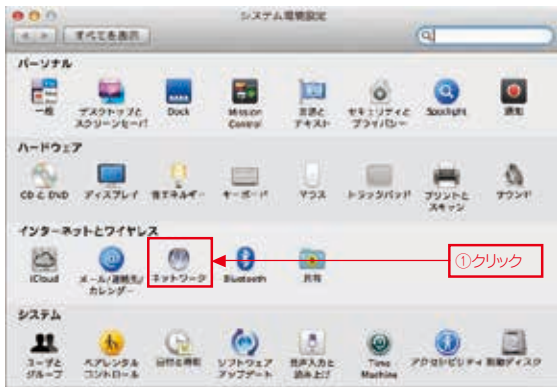 システム環境設定
すべてを表示
パーソナル
一般
デスクトップと
スクリーンセーバ
Dock
Mission
Control
言語と
テキスト
セキュリティと
プライバシー
Spotlight
通知
ハードウェア
CD と DVD
ディスプレイ
省エネルギー
キーボード
マウス
トラックパッド
プリントと
スキャン
サウンド
インターネットとワイヤレス
iCloud
メール/連絡先/
カレンダー
ネットワーク
Bluetooth
共有
①クリック
システム
ユーザと
グループ
ペアレンタル
コントロール
日付と時刻
ソフトウェア
アップデート
音声入力と
読み上げ
Time
Machine
アクセシビリティ
起動ディスク